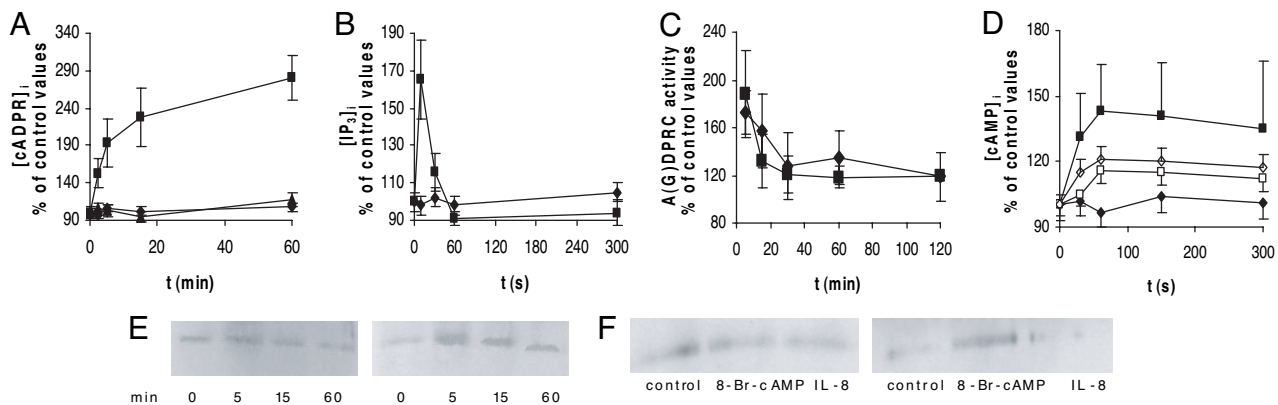 A
[cADPR]i
% of control values
340
290
240
190
140
90
0
20
40
60
t (min)
B
[IP3]i
% of control values
190
170
150
130
110
90
0
60
120
180
240
300
t (s)
C
A(G)DPRC activity
% of control values
240
200
160
120
80
0
20
40
60
80
100
120
t (min)
D
[cAMP]i
% of control values
180
150
120
90
0
100
200
300
t (s)
E
min 0 5 15 60
0 5 15 60
F
control 8-Br-cAMP IL-8
control 8-Br-cAMP IL-8